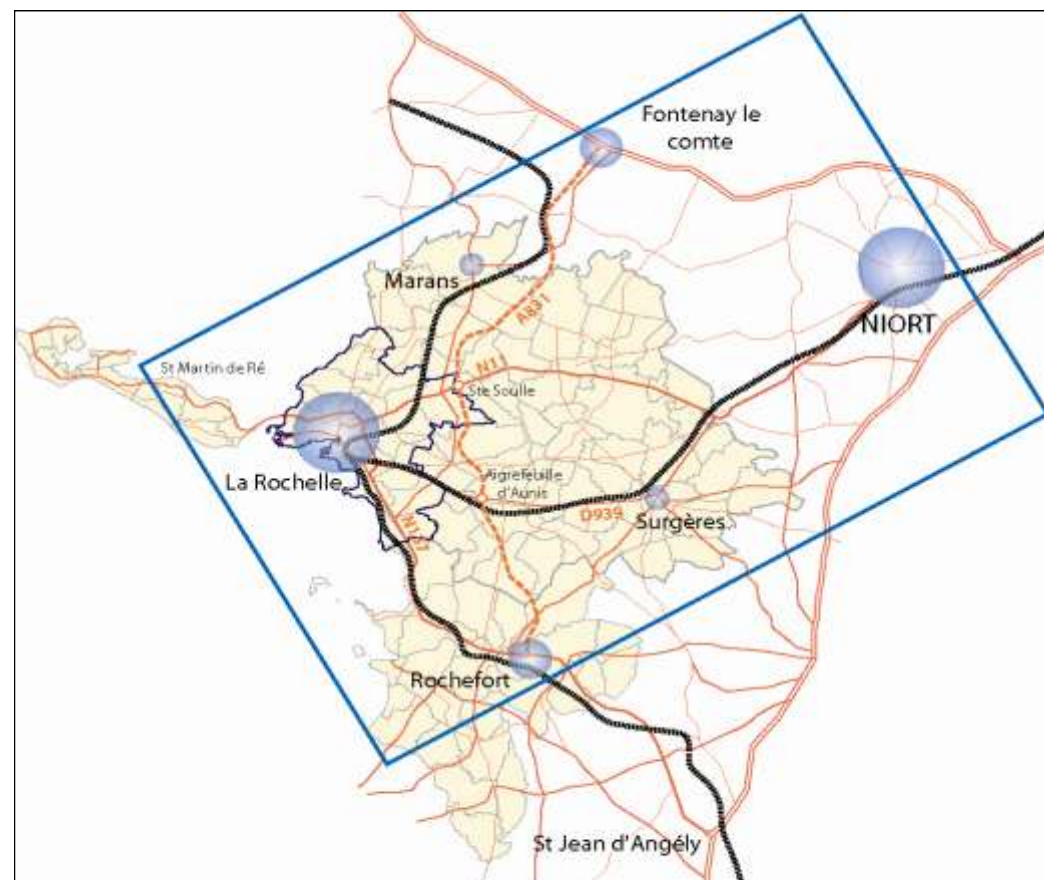 Fontenay le
comte
Marans
A831
NIORT
St Martin de Ré
N11
Ste Soulle
La Rochelle
Aigrefeuille
d'Aunis
D939
Surgères
N137
Rochefort
St Jean d'Angély